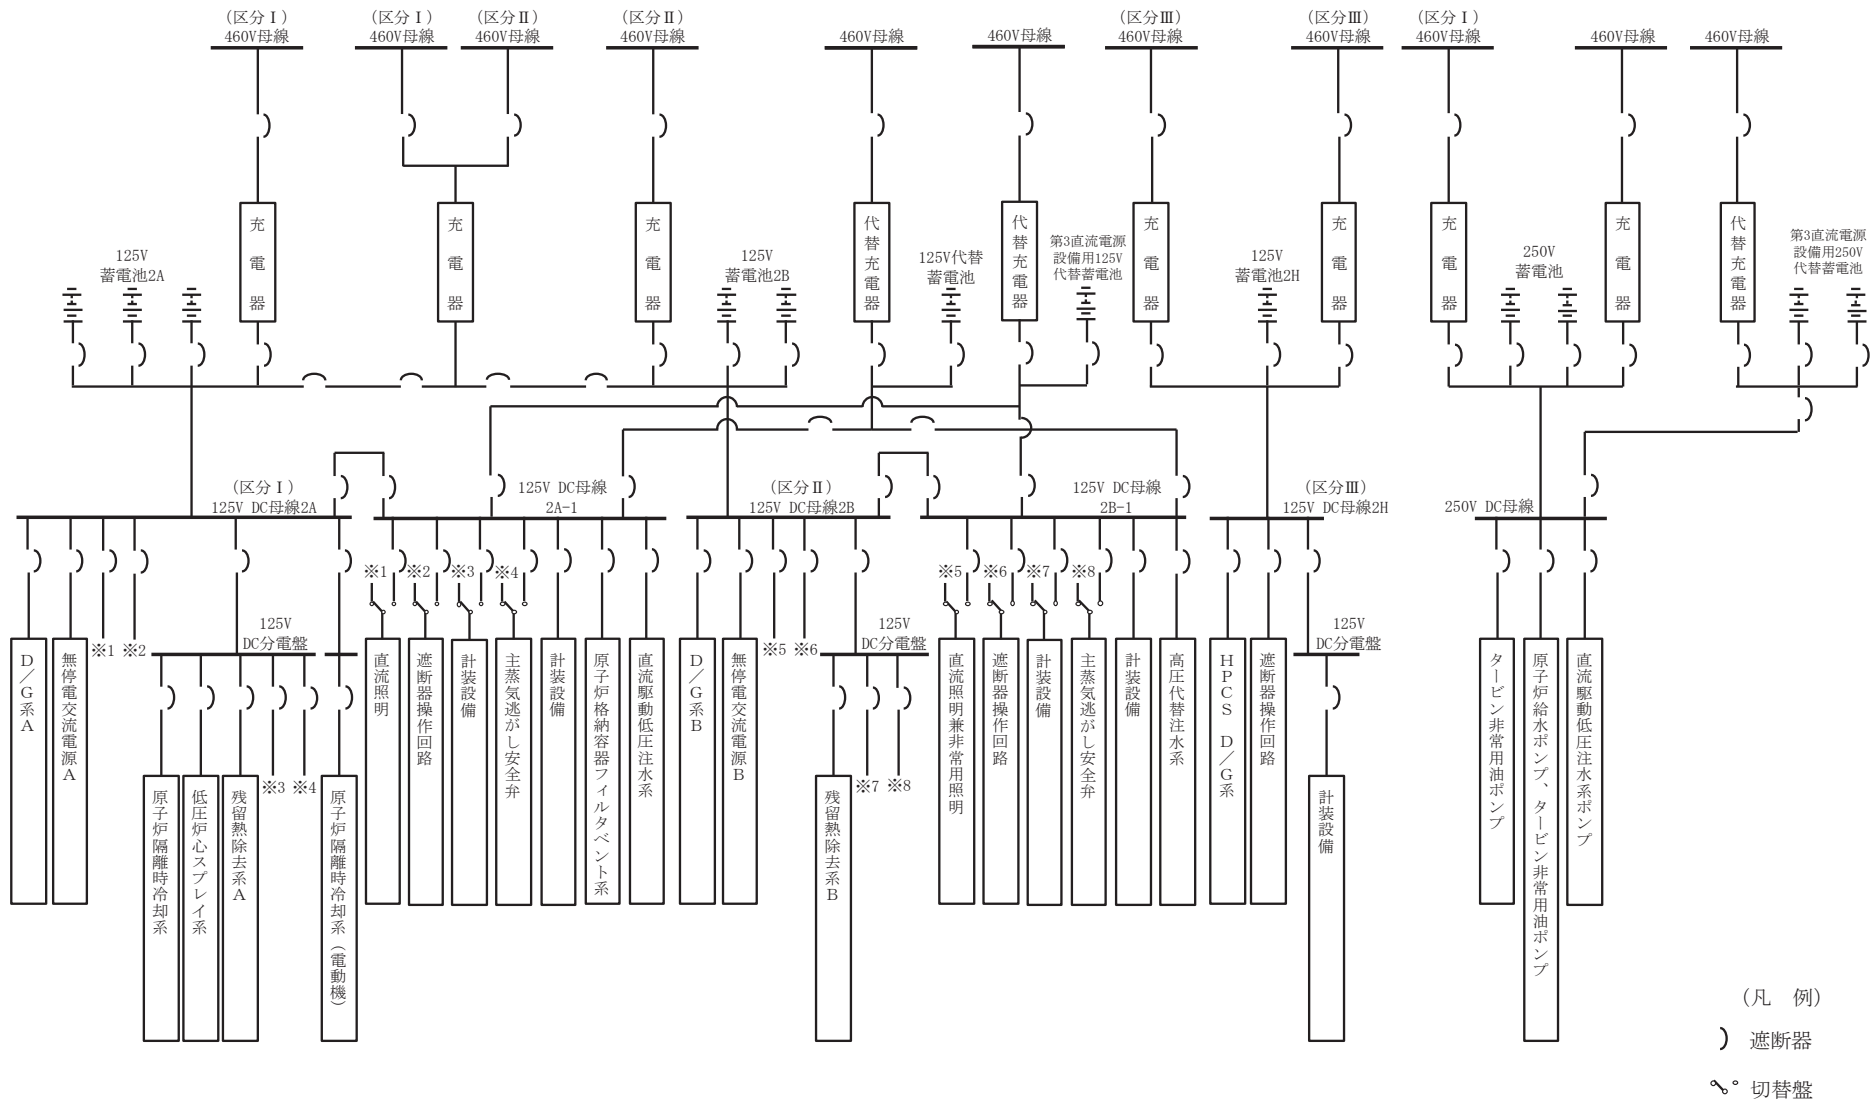 (区分Ⅰ)
460V母線
(区分Ⅰ)
460V母線
(区分Ⅱ)
460V母線
(区分Ⅱ)
460V母線
460V母線
460V母線
(区分Ⅲ)
460V母線
(区分Ⅲ)
460V母線
(区分Ⅰ)
460V母線
460V母線
460V母線
125V
蓄電池2A
充電器
充電器
充電器
125V
蓄電池2B
代替充電器
125V代替
蓄電池
代替充電器
第3直流電源
設備用125V
代替蓄電池
充電器
125V
蓄電池2H
充電器
充電器
250V
蓄電池
充電器
代替充電器
第3直流電源
設備用250V
代替蓄電池
(区分Ⅰ)
125V DC母線2A
125V DC母線
2A-1
(区分Ⅱ)
125V DC母線2B
125V DC母線
2B-1
(区分Ⅲ)
125V DC母線2H
250V DC母線
※1
※2
※3
※4
※5
※6
※7
※8
※1
※2
125V
DC分電盤
※5
※6
125V
DC分電盤
125V
DC分電盤
D/G系A
無停電交流電源A
直流照明
遮断器操作回路
計装設備
主蒸気逃がし安全弁
計装設備
原子炉格納容器フィルタベント系
直流駆動低圧注水系
D/G系B
無停電交流電源B
直流照明兼非常用照明
遮断器操作回路
計装設備
主蒸気逃がし安全弁
計装設備
高圧代替注水系
HPCS D/G系
遮断器操作回路
タービン非常用油ポンプ
原子炉給水ポンプ、タービン非常用油ポンプ
直流駆動低圧注水系ポンプ
原子炉隔離時冷却系
低圧炉心スプレイ系
残留熱除去系A
※3
※4
原子炉隔離時冷却系(電動機)
残留熱除去系B
※7
※8
計装設備
(凡 例)
遮断器
切替盤